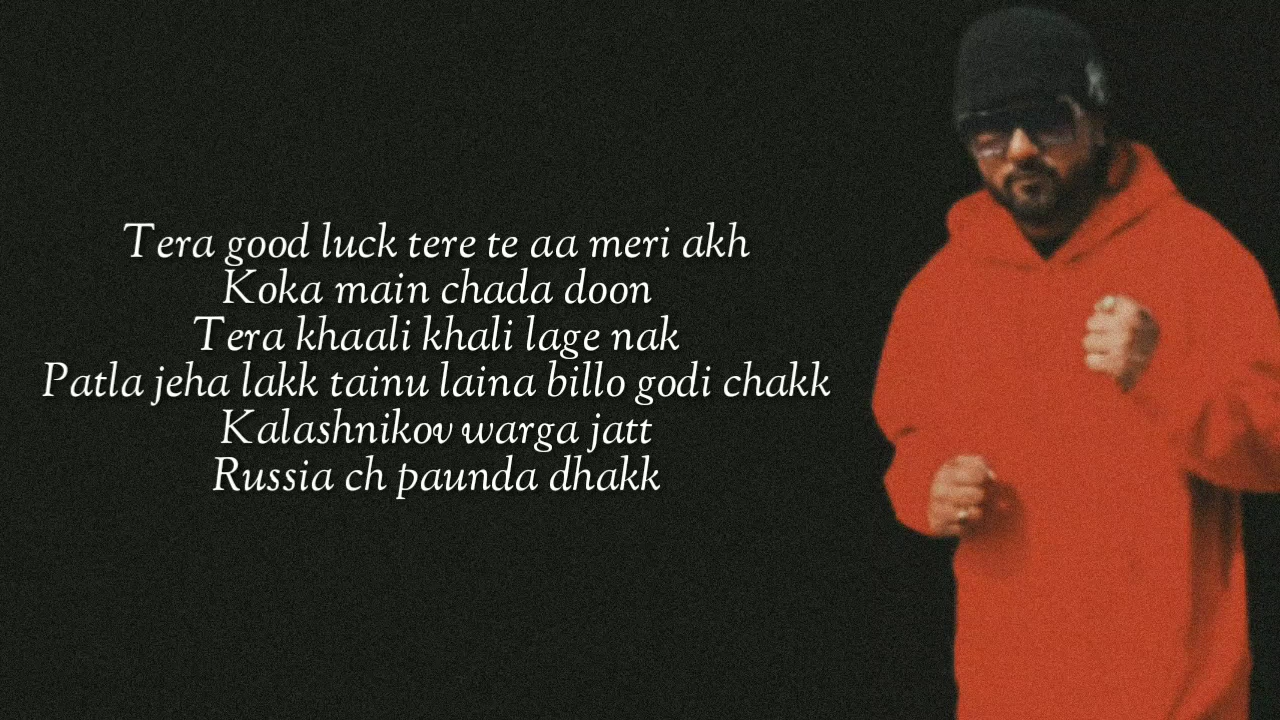 Tera good luck tere te aa meri akh
Koka main chada doon
Tera khaali khali lage nak
Patla jeha lakk tainu laina billo godi chakk
Kalashnikov warga jatt
Russia ch paunda dhakk